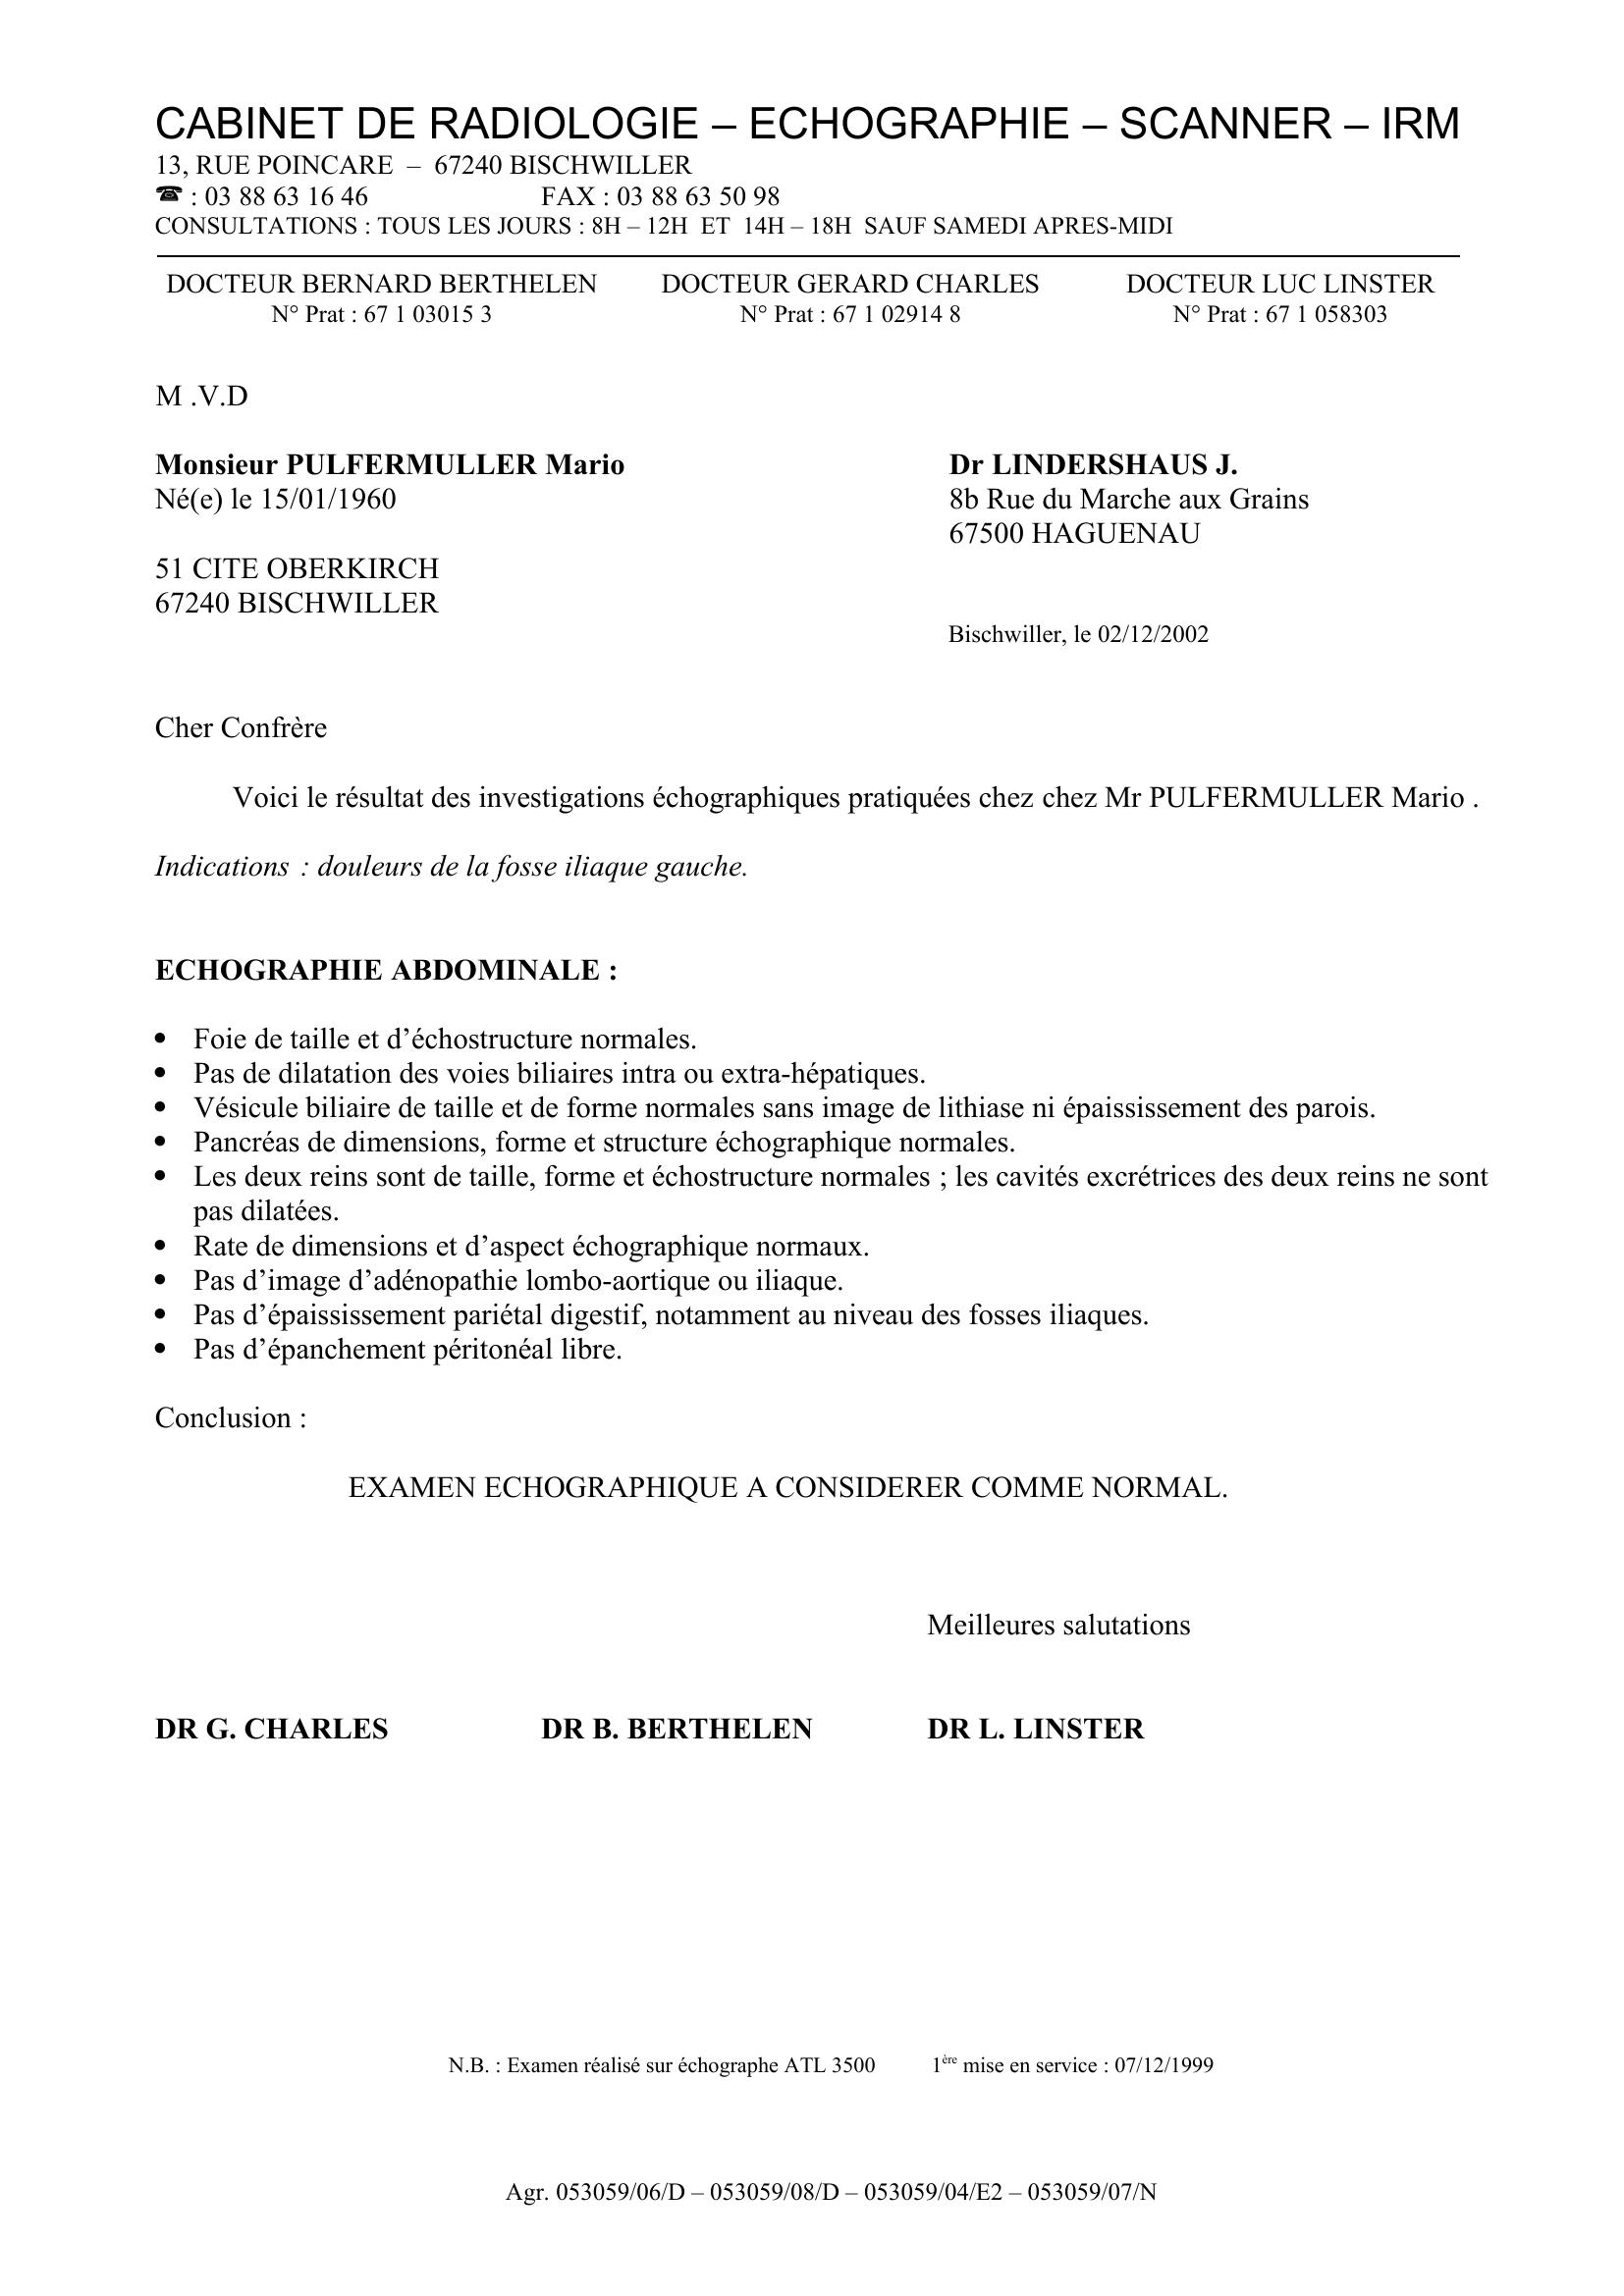 CABINET DE RADIOLOGIE – ECHOGRAPHIE – SCANNER – IRM
13, RUE POINCARE – 67240 BISCHWILLER
☎ : 03 88 63 16 46 FAX : 03 88 63 50 98
CONSULTATIONS : TOUS LES JOURS : 8H – 12H ET 14H – 18H SAUF SAMEDI APRES-MIDI
DOCTEUR BERNARD BERTHELEN DOCTEUR GERARD CHARLES DOCTEUR LUC LINSTER
N° Prat : 67 1 03015 3 N° Prat : 67 1 02914 8 N° Prat : 67 1 058303
M .V.D
Monsieur PULFERMULLER Mario Dr LINDERSHAUS J.
Né(e) le 15/01/1960 8b Rue du Marche aux Grains
67500 HAGUENAU
51 CITE OBERKIRCH
67240 BISCHWILLER
Bischwiller, le 02/12/2002
Cher Confrère
Voici le résultat des investigations échographiques pratiquées chez chez Mr PULFERMULLER Mario .
Indications : douleurs de la fosse iliaque gauche.
ECHOGRAPHIE ABDOMINALE :
• Foie de taille et d’échostructure normales.
• Pas de dilatation des voies biliaires intra ou extra-hépatiques.
• Vésicule biliaire de taille et de forme normales sans image de lithiase ni épaississement des parois.
• Pancréas de dimensions, forme et structure échographique normales.
• Les deux reins sont de taille, forme et échostructure normales ; les cavités excrétrices des deux reins ne sont
pas dilatées.
• Rate de dimensions et d’aspect échographique normaux.
• Pas d’image d’adénopathie lombo-aortique ou iliaque.
• Pas d’épaississement pariétal digestif, notamment au niveau des fosses iliaques.
• Pas d’épanchement péritonéal libre.
Conclusion :
EXAMEN ECHOGRAPHIQUE A CONSIDERER COMME NORMAL.
Meilleures salutations
DR G. CHARLES DR B. BERTHELEN DR L. LINSTER
N.B. : Examen réalisé sur échographe ATL 3500 1ère mise en service : 07/12/1999
Agr. 053059/06/D – 053059/08/D – 053059/04/E2 – 053059/07/N